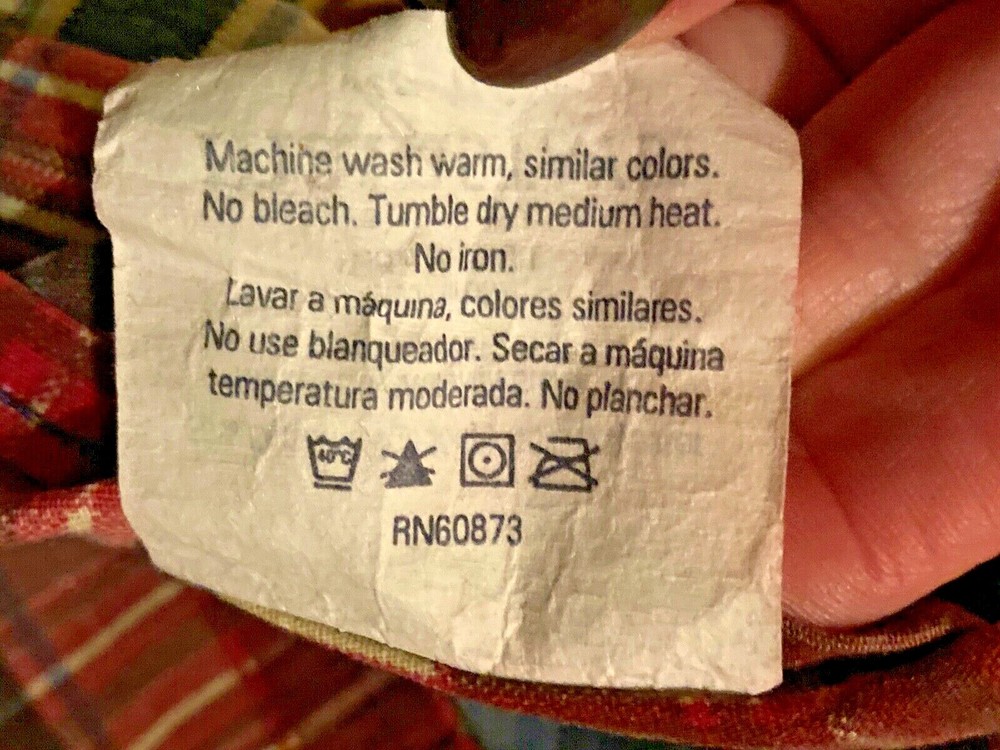 Machine wash warm, similar colors.
No bleach. Tumble dry medium heat.
No iron.
Lavar a máquina, colores similares.
No use blanqueador. Secar a máquina
temperatura moderada. No planchar.
40°C
RN60873